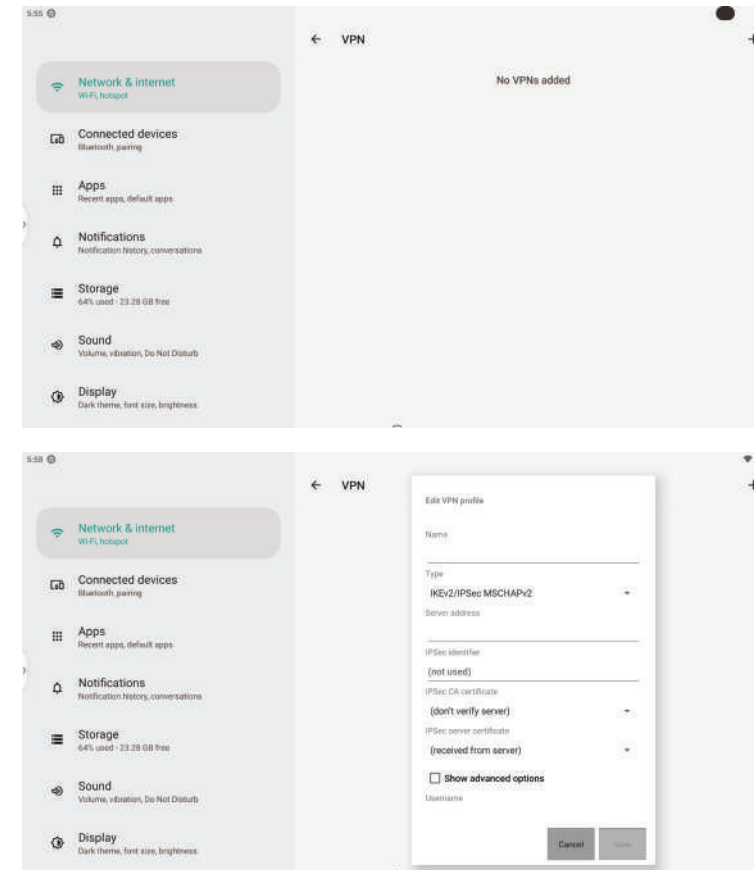 5:55
← VPN
+
No VPNs added
Network & internet
Wi-Fi, hotspot
Connected devices
Bluetooth, pairing
Apps
Recent apps, default apps
Notifications
Notification history, conversations
Storage
64% used - 23.28 GB free
Sound
Volume, vibration, Do Not Disturb
Display
Dark theme, font size, brightness
5:58
← VPN
+
Network & internet
Wi-Fi, hotspot
Connected devices
Bluetooth, pairing
Apps
Recent apps, default apps
Notifications
Notification history, conversations
Storage
64% used - 23.28 GB free
Sound
Volume, vibration, Do Not Disturb
Display
Dark theme, font size, brightness
Edit VPN profile
Name
Type
IKEv2/IPSec MSCHAPv2
Server address
IPSec identifier
(not used)
IPSec CA certificate
(don't verify server)
IPSec server certificate
(received from server)
Show advanced options
Username
Cancel
Save